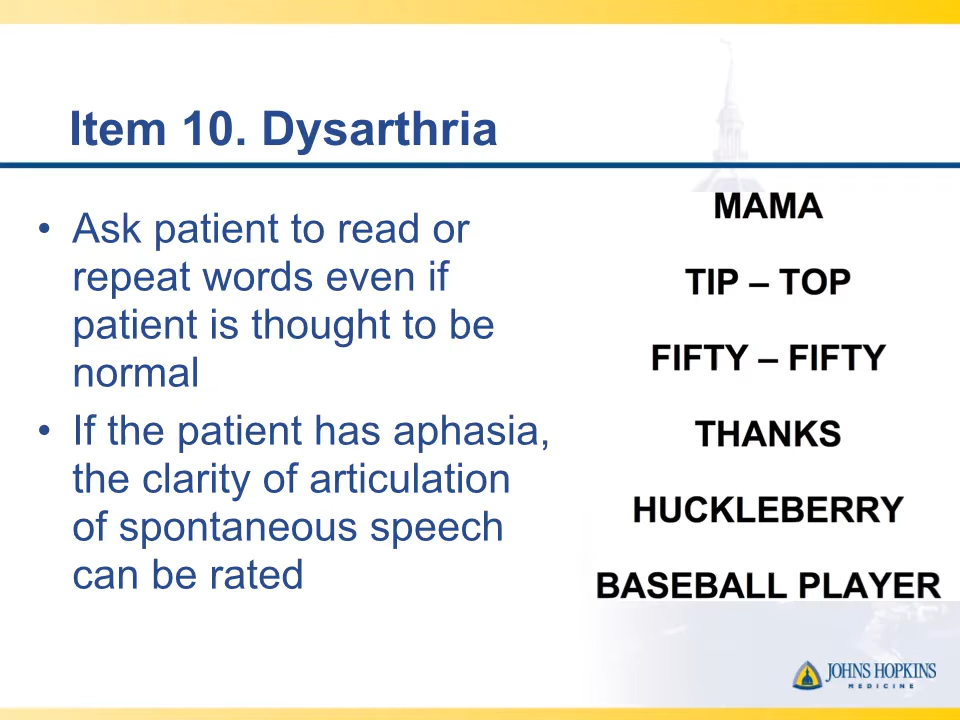 Item 10. Dysarthria
• Ask patient to read or
repeat words even if
patient is thought to be
normal
• If the patient has aphasia,
the clarity of articulation
of spontaneous speech
can be rated
MAMA
TIP – TOP
FIFTY – FIFTY
THANKS
HUCKLEBERRY
BASEBALL PLAYER
JOHNS HOPKINS
MEDICINE